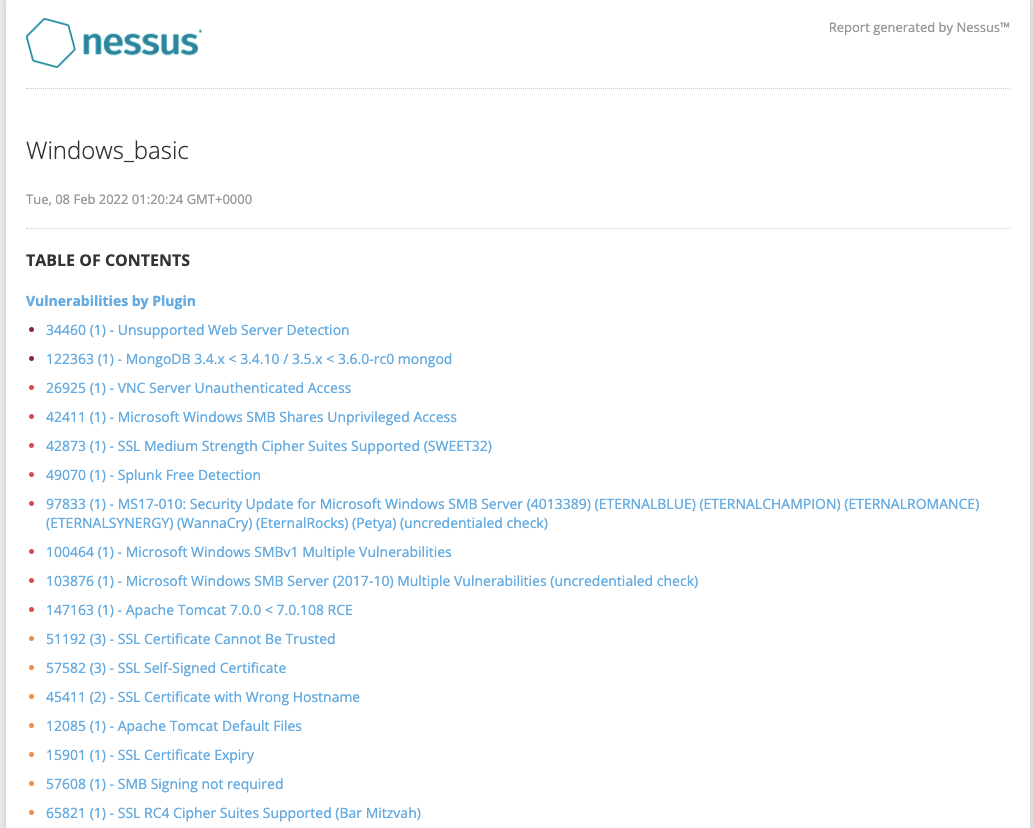 nessus
Report generated by Nessus™
Windows_basic
Tue, 08 Feb 2022 01:20:24 GMT+0000
TABLE OF CONTENTS
Vulnerabilities by Plugin
• 34460 (1) - Unsupported Web Server Detection
• 122363 (1) - MongoDB 3.4.x < 3.4.10 / 3.5.x < 3.6.0-rc0 mongod
• 26925 (1) - VNC Server Unauthenticated Access
• 42411 (1) - Microsoft Windows SMB Shares Unprivileged Access
• 42873 (1) - SSL Medium Strength Cipher Suites Supported (SWEET32)
• 49070 (1) - Splunk Free Detection
• 97833 (1) - MS17-010: Security Update for Microsoft Windows SMB Server (4013389) (ETERNALBLUE) (ETERNALCHAMPION) (ETERNALROMANCE)
(ETERNALSYNERGY) (WannaCry) (EternalRocks) (Petya) (uncredentialed check)
• 100464 (1) - Microsoft Windows SMBv1 Multiple Vulnerabilities
• 103876 (1) - Microsoft Windows SMB Server (2017-10) Multiple Vulnerabilities (uncredentialed check)
• 147163 (1) - Apache Tomcat 7.0.0 < 7.0.108 RCE
• 51192 (3) - SSL Certificate Cannot Be Trusted
• 57582 (3) - SSL Self-Signed Certificate
• 45411 (2) - SSL Certificate with Wrong Hostname
• 12085 (1) - Apache Tomcat Default Files
• 15901 (1) - SSL Certificate Expiry
• 57608 (1) - SMB Signing not required
• 65821 (1) - SSL RC4 Cipher Suites Supported (Bar Mitzvah)